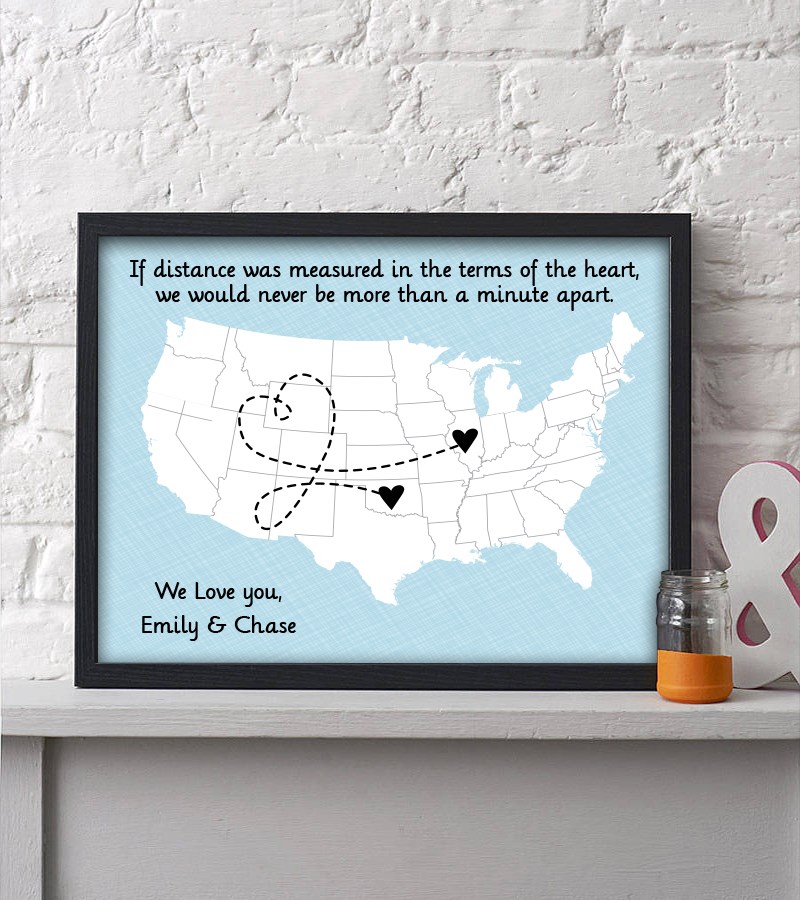 If distance was measured in the terms of the heart,
we would never be more than a minute apart.
We Love you,
Emily & Chase
&